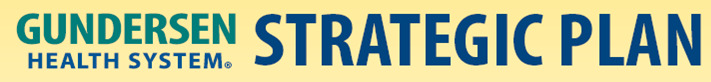 GUNDERSEN
HEALTH SYSTEM®
STRATEGIC PLAN